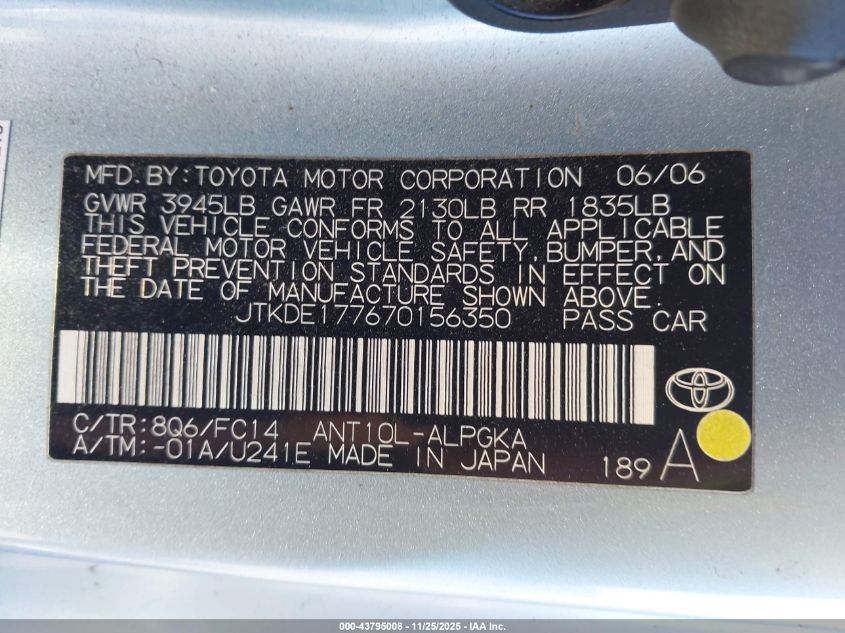 MFD. BY: TOYOTA MOTOR CORPORATION 06/06
GVWR 3945LB GAWR FR 2130LB RR 1835LB
THIS VEHICLE CONFORMS TO ALL APPLICABLE
FEDERAL MOTOR VEHICLE SAFETY, BUMPER, AND
THEFT PREVENTION STANDARDS IN EFFECT ON
THE DATE OF MANUFACTURE SHOWN ABOVE.
JTKDE177670156350 PASS CAR
C/TR: 8Q6/FC14 ANT10L-ALPGKA
A/TM: -01A/U241E MADE IN JAPAN
189 A
000-43795008 - 11/25/2025 - IAA Inc.